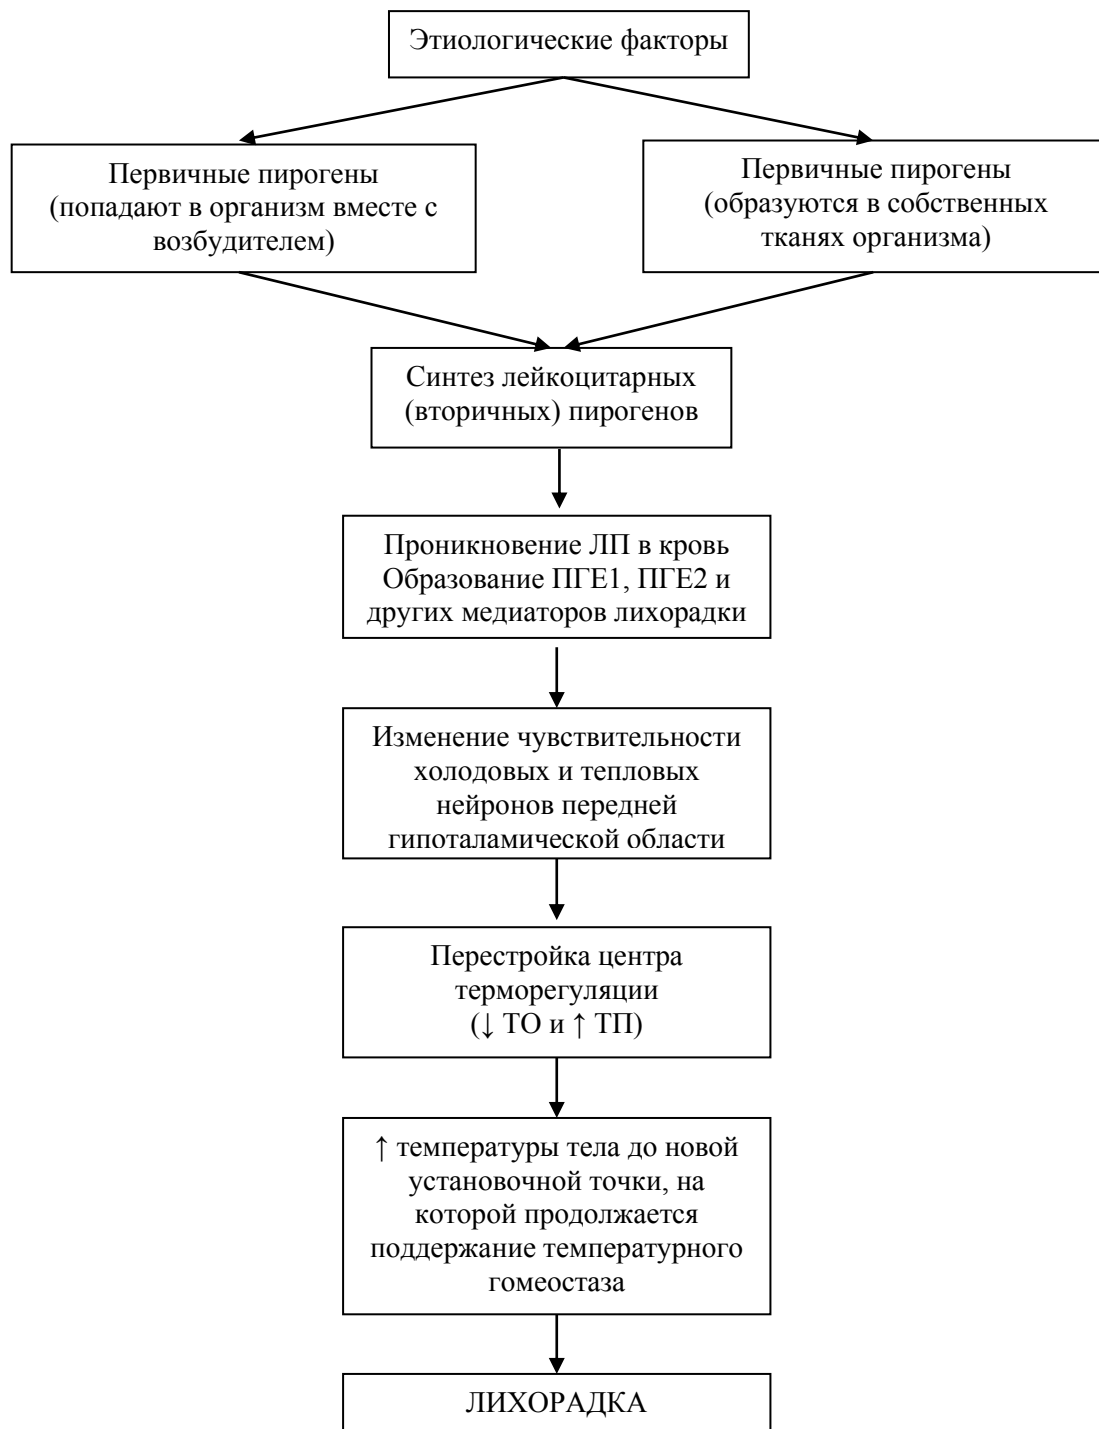 Этиологические факторы
Первичные пирогены
(попадают в организм вместе с
возбудителем)
Первичные пирогены
(образуются в собственных
тканях организма)
Синтез лейкоцитарных
(вторичных) пирогенов
Проникновение ЛП в кровь
Образование ПГЕ1, ПГЕ2 и
других медиаторов лихорадки
Изменение чувствительности
холодовых и тепловых
нейронов передней
гипоталамической области
Перестройка центра
терморегуляции
(↓ ТО и ↑ ТП)
↑ температуры тела до новой
установочной точки, на
которой продолжается
поддержание температурного
гомеостаза
ЛИХОРАДКА